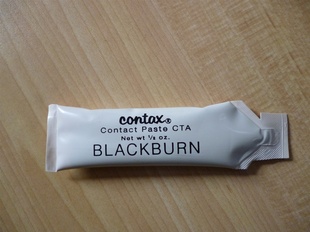 contax®
Contact Paste CTA
Net wt ½ oz.
BLACKBURN